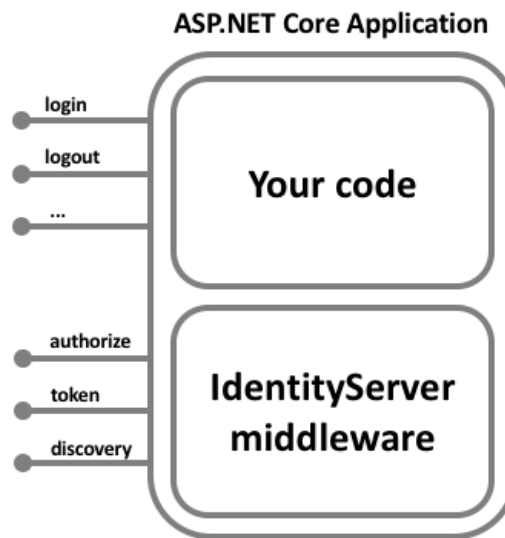 ASP.NET Core Application
login
logout
...
Your code
authorize
token
discovery
IdentityServer
middleware